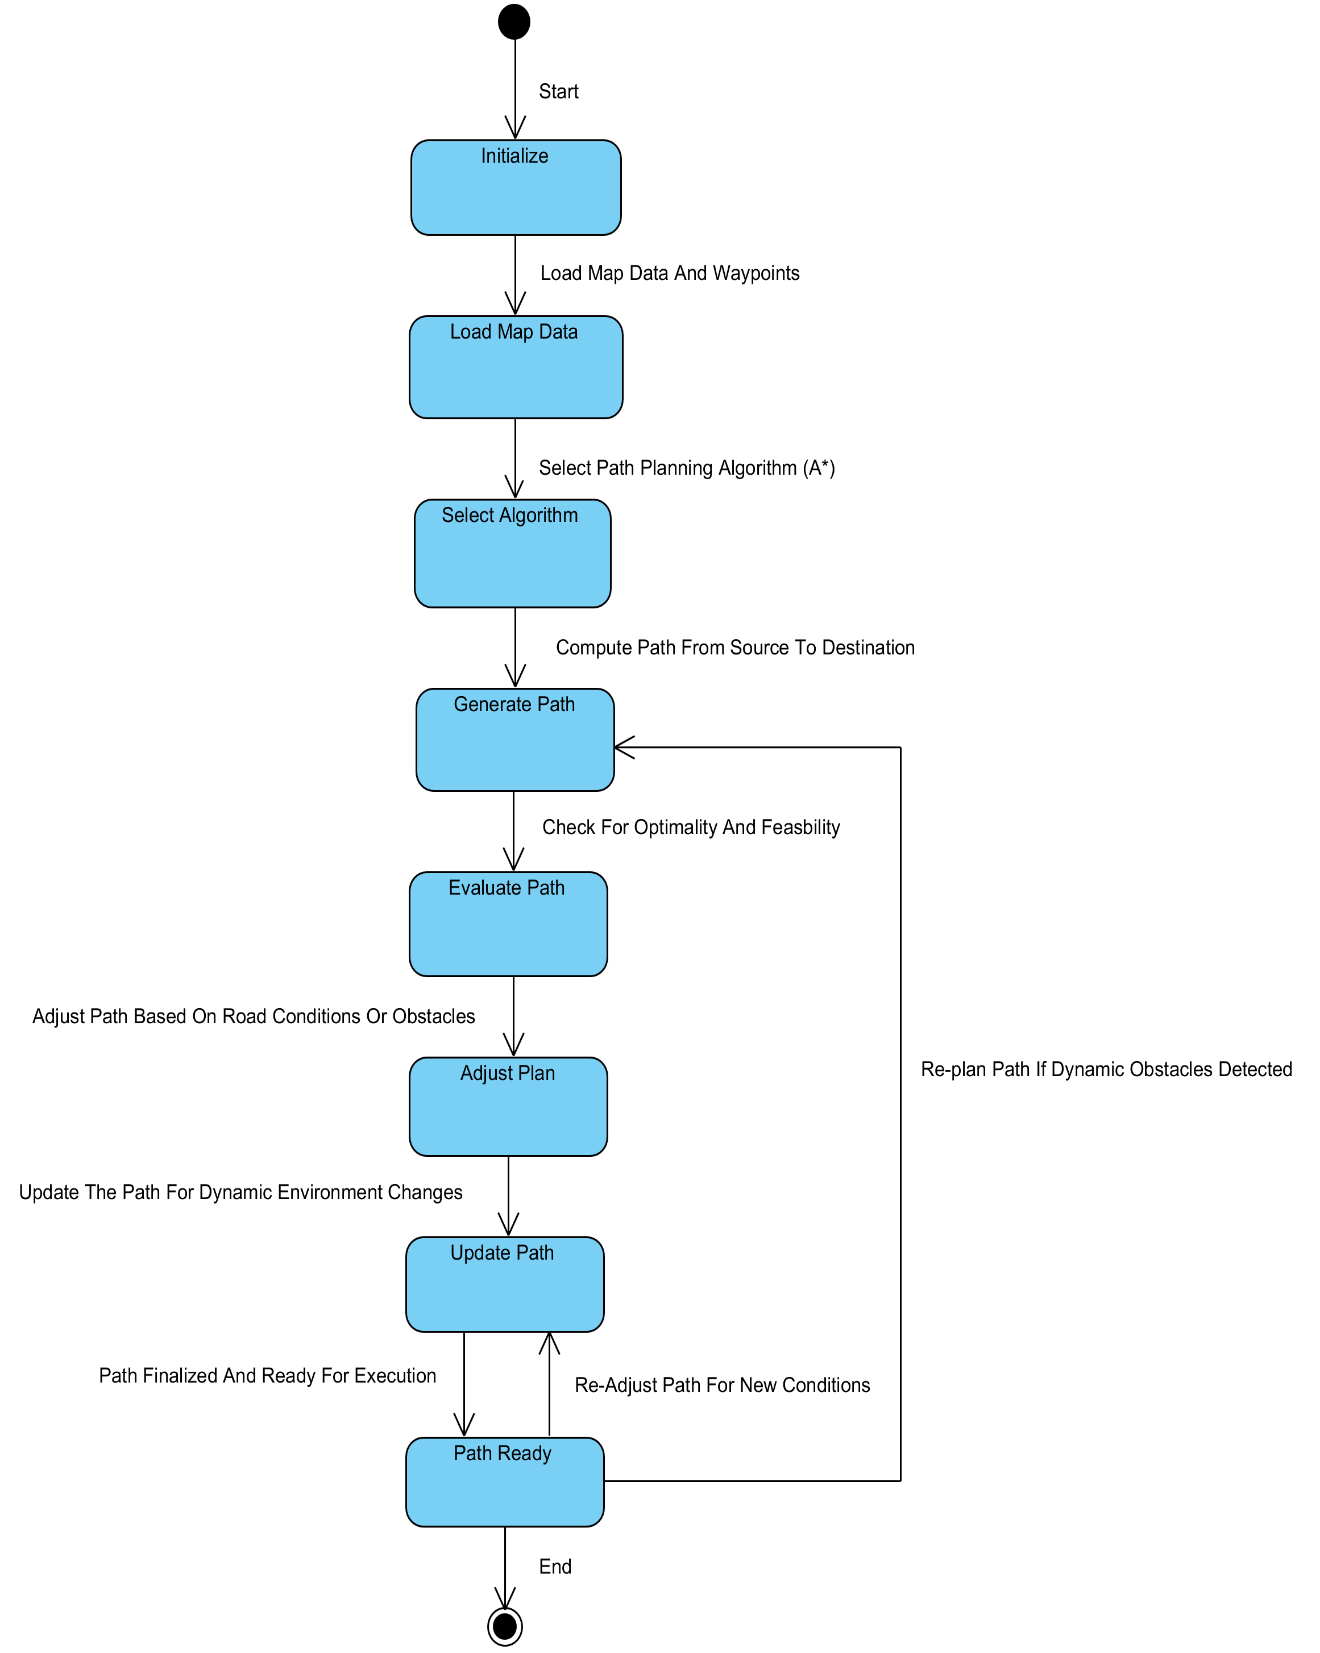 Start
Initialize
Load Map Data And Waypoints
Load Map Data
Select Path Planning Algorithm (A*)
Select Algorithm
Compute Path From Source To Destination
Generate Path
Check For Optimality And Feasbility
Evaluate Path
Adjust Path Based On Road Conditions Or Obstacles
Re-plan Path If Dynamic Obstacles Detected
Adjust Plan
Update The Path For Dynamic Environment Changes
Update Path
Path Finalized And Ready For Execution
Re-Adjust Path For New Conditions
Path Ready
End